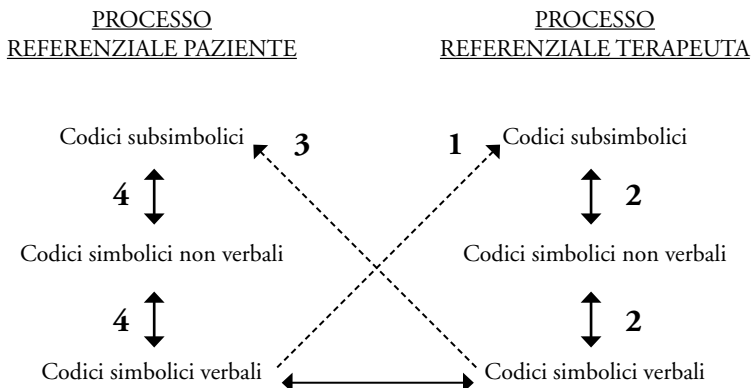 PROCESSO
REFERENZIALE PAZIENTE
PROCESSO
REFERENZIALE TERAPEUTA
Codici subsimbolici
3
1
Codici subsimbolici
4
2
Codici simbolici non verbali
Codici simbolici non verbali
4
2
Codici simbolici verbali
Codici simbolici verbali